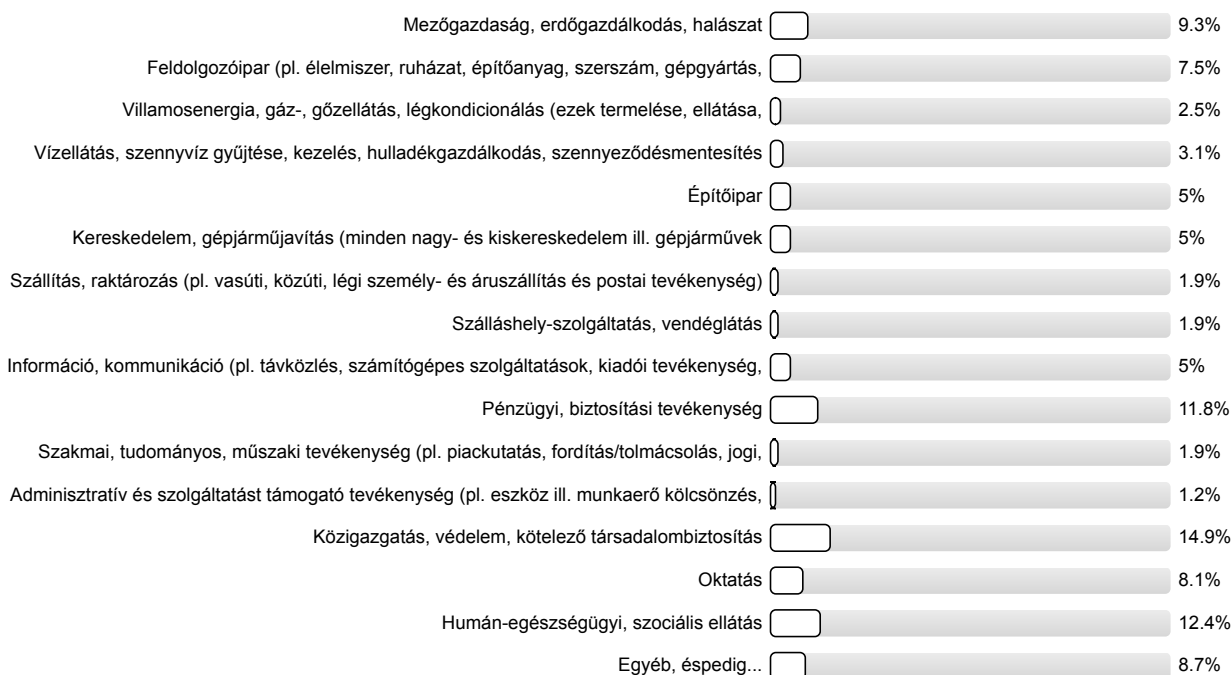 Mezőgazdaság, erdőgazdálkodás, halászat 9.3%
Feldolgozóipar (pl. élelmiszer, ruházat, építőanyag, szerszám, gépgyártás, 7.5%
Villamosenergia, gáz-, gőzellátás, légkondicionálás (ezek termelése, ellátása, 2.5%
Vízellátás, szennyvíz gyűjtése, kezelés, hulladékgazdálkodás, szennyeződésmentesítés 3.1%
Építőipar 5%
Kereskedelem, gépjárműjavítás (minden nagy- és kiskereskedelem ill. gépjárművek 5%
Szállítás, raktározás (pl. vasúti, közúti, légi személy- és áruszállítás és postai tevékenység) 1.9%
Szálláshely-szolgáltatás, vendéglátás 1.9%
Információ, kommunikáció (pl. távközlés, számítógépes szolgáltatások, kiadói tevékenység, 5%
Pénzügyi, biztosítási tevékenység 11.8%
Szakmai, tudományos, műszaki tevékenység (pl. piackutatás, fordítás/tolmácsolás, jogi, 1.9%
Adminisztratív és szolgáltatást támogató tevékenység (pl. eszköz ill. munkaerő kölcsönzés, 1.2%
Közigazgatás, védelem, kötelező társadalombiztosítás 14.9%
Oktatás 8.1%
Humán-egészségügyi, szociális ellátás 12.4%
Egyéb, éspedig... 8.7%